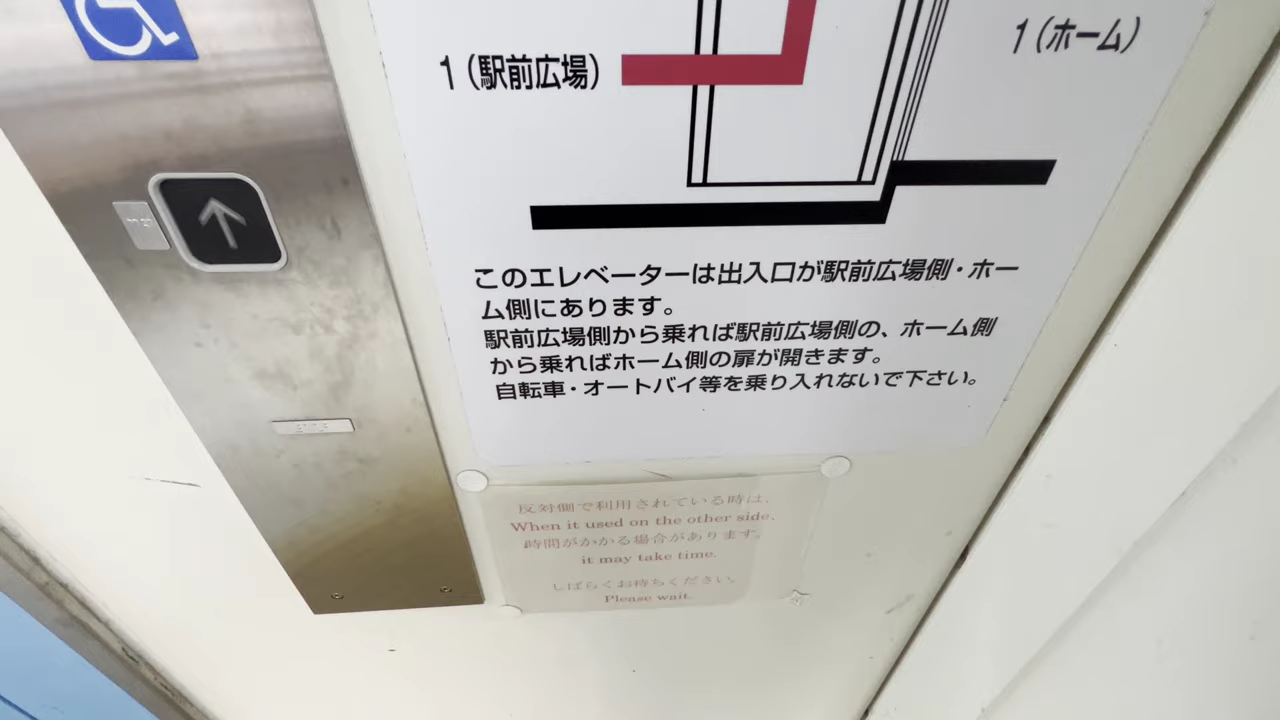 1(駅前広場)
1(ホーム)
このエレベーターは出入口が駅前広場側・ホー
ム側にあります。
駅前広場側から乗れば駅前広場側の、ホーム側
から乗ればホーム側の扉が開きます。
自転車・オートバイ等を乗り入れないで下さい。
反対側で利用されている時は、
When it used on the other side,
時間がかかる場合があります。
it may take time.
しばらくお待ちください。
Please wait.